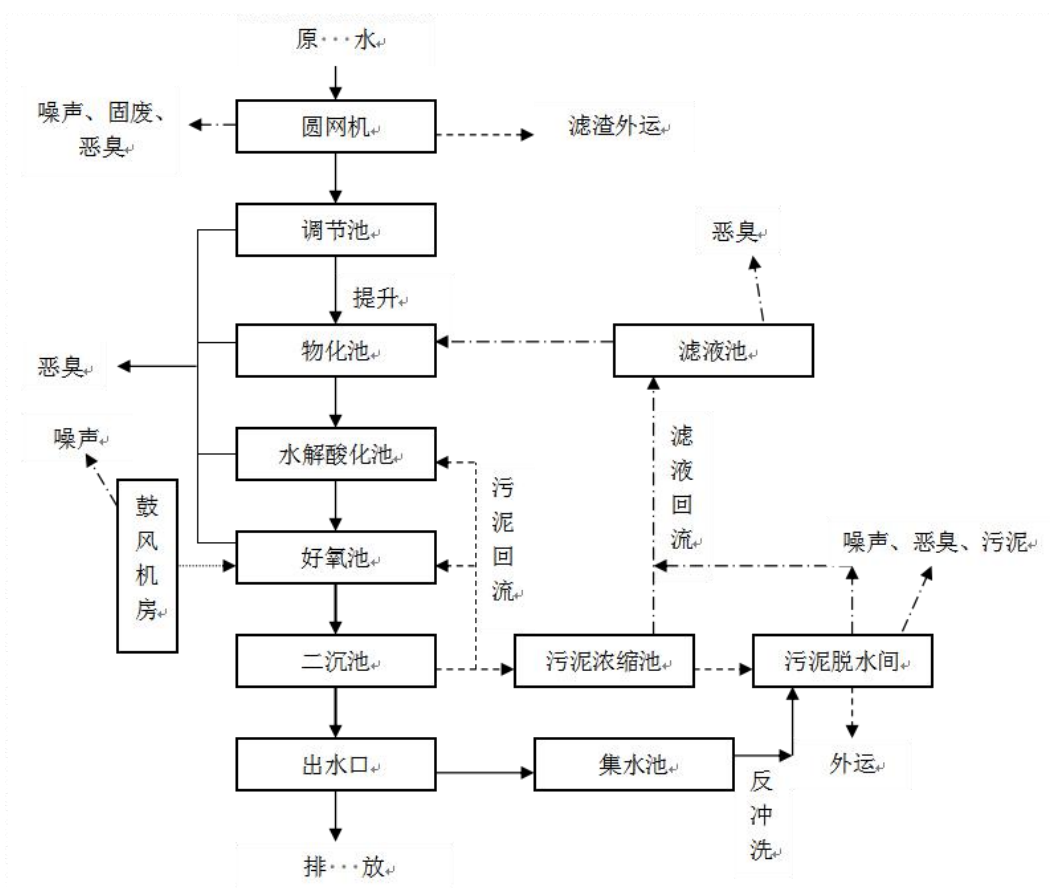 原···水
噪声、固废、
恶臭
圆网机
滤渣外运
调节池
恶臭
提升
物化池
滤液池
恶臭
噪声
水解酸化池
污泥回流
滤液回流
鼓风机房
好氧池
噪声、恶臭、污泥
二沉池
污泥浓缩池
污泥脱水间
出水口
集水池
反冲洗
外运
排···放